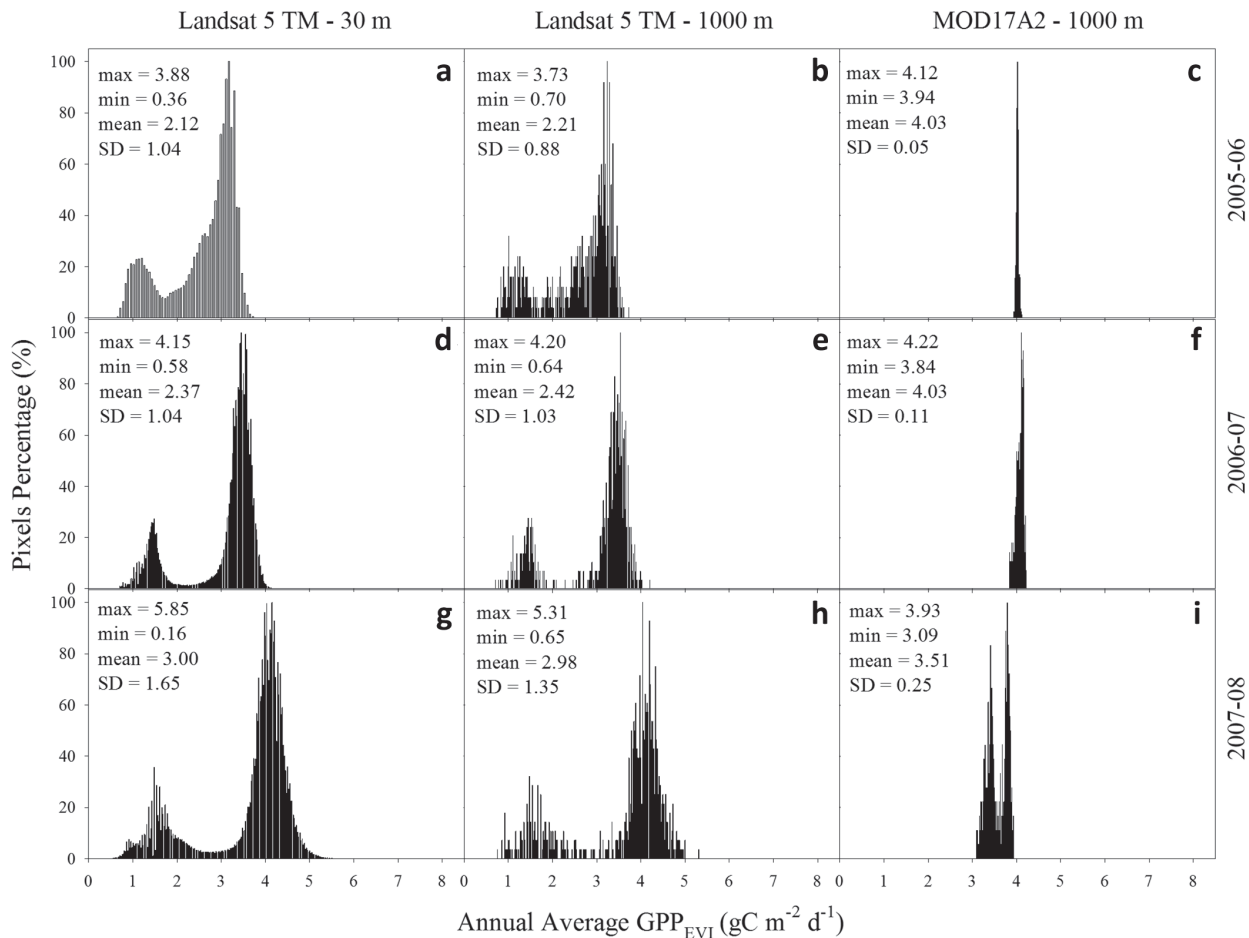 Landsat 5 TM - 30 m
Landsat 5 TM - 1000 m
MOD17A2 - 1000 m
100
80
60
40
20
0
max = 3.88
min = 0.36
mean = 2.12
SD = 1.04
a
max = 3.73
min = 0.70
mean = 2.21
SD = 0.88
b
max = 4.12
min = 3.94
mean = 4.03
SD = 0.05
c
2005-06
100
80
60
40
20
0
max = 4.15
min = 0.58
mean = 2.37
SD = 1.04
d
max = 4.20
min = 0.64
mean = 2.42
SD = 1.03
e
max = 4.22
min = 3.84
mean = 4.03
SD = 0.11
f
2006-07
Pixels Percentage (%)
100
80
60
40
20
0
max = 5.85
min = 0.16
mean = 3.00
SD = 1.65
g
max = 5.31
min = 0.65
mean = 2.98
SD = 1.35
h
max = 3.93
min = 3.09
mean = 3.51
SD = 0.25
i
2007-08
0 1 2 3 4 5 6 7 8
0 1 2 3 4 5 6 7 8
0 1 2 3 4 5 6 7 8
Annual Average GPP<sub>EVI</sub> (gC m⁻² d⁻¹)